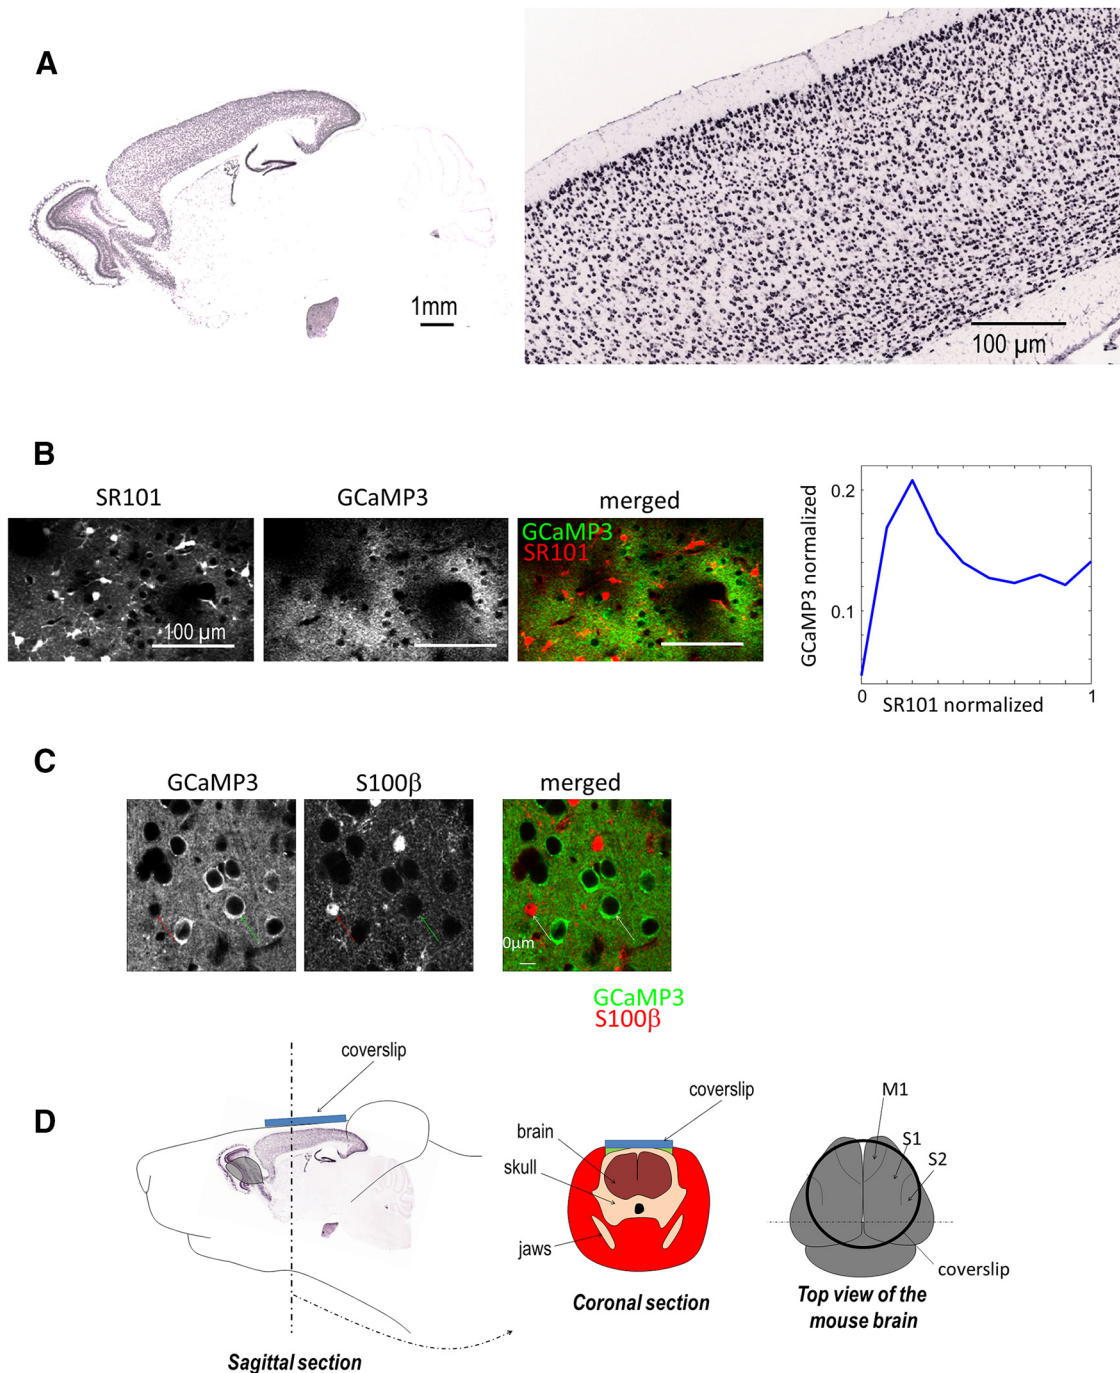 A
1mm
100 µm
B
SR101
GCaMP3
merged
GCaMP3
SR101
100 µm
GCaMP3 normalized
0.2
0.1
0
1
SR101 normalized
C
GCaMP3
S100β
merged
0µm
GCaMP3
S100β
D
coverslip
Sagittal section
coverslip
brain
skull
jaws
Coronal section
M1
S1
S2
coverslip
Top view of the
mouse brain